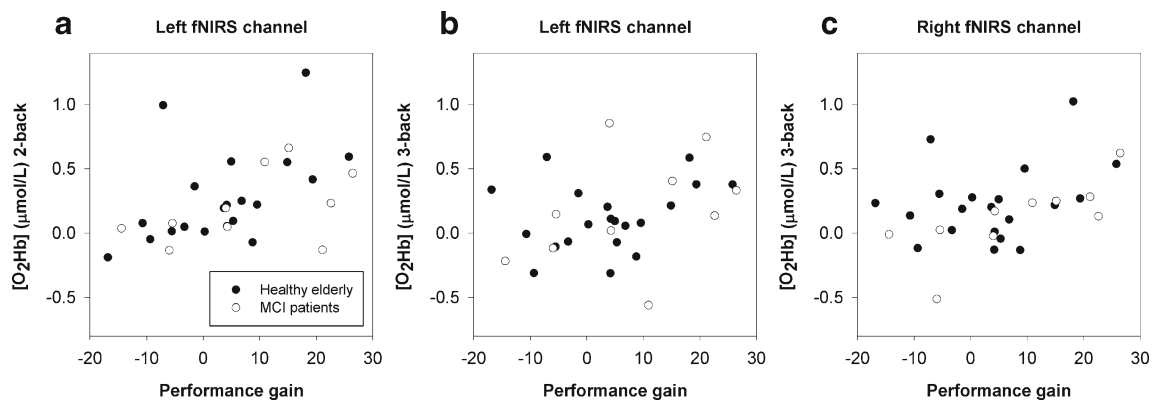 a
Left fNIRS channel
[O₂Hb] (μmol/L) 2-back
1.0
0.5
0.0
-0.5
Healthy elderly
MCI patients
-20
-10
0
10
20
30
Performance gain
b
Left fNIRS channel
[O₂Hb] (μmol/L) 3-back
1.0
0.5
0.0
-0.5
-20
-10
0
10
20
30
Performance gain
c
Right fNIRS channel
[O₂Hb] (μmol/L) 3-back
1.0
0.5
0.0
-0.5
-20
-10
0
10
20
30
Performance gain